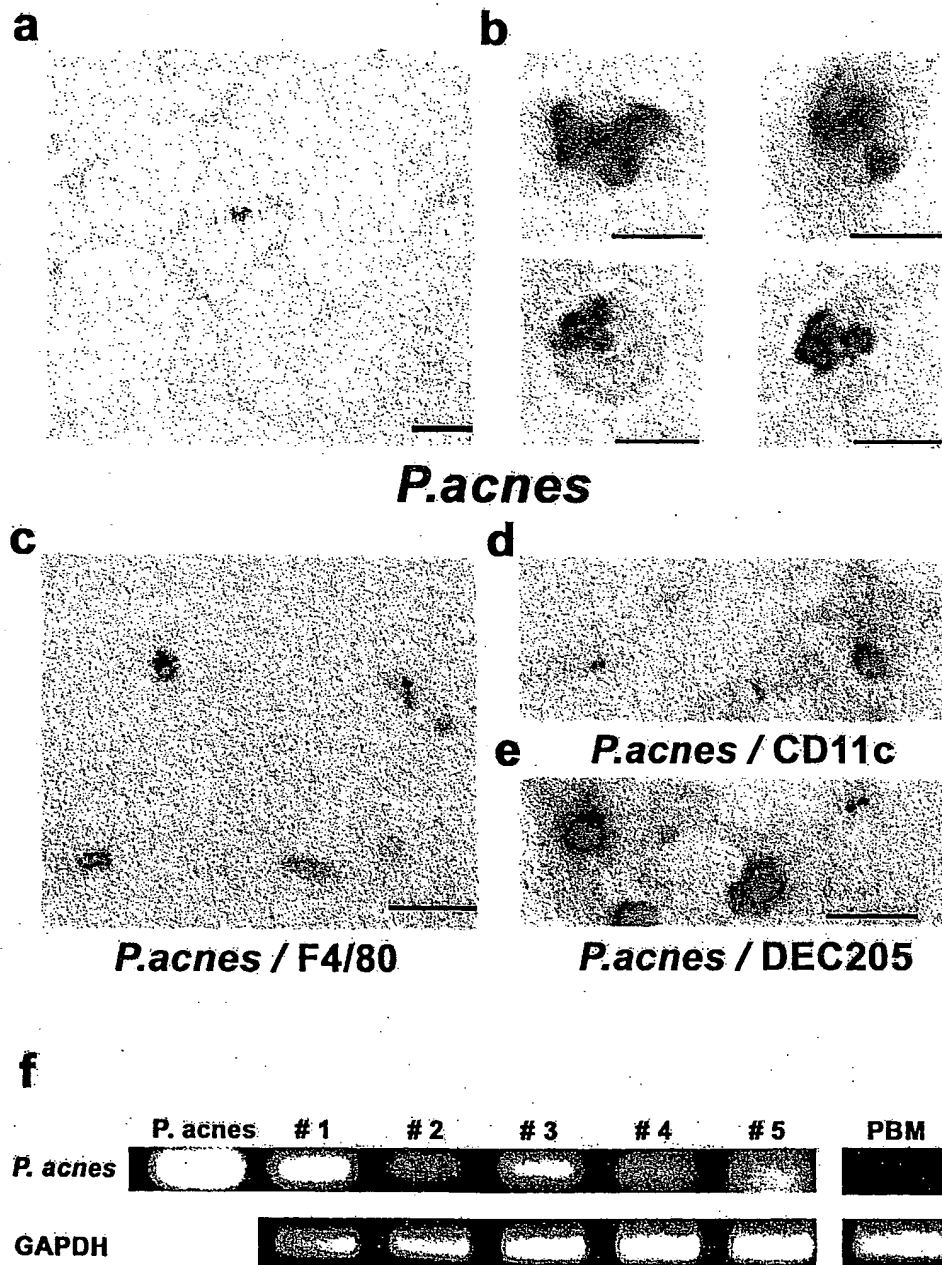 a
b
P.acnes
c
d
P.acnes / CD11c
e
P.acnes / F4/80
P.acnes / DEC205
f
P. acnes #1 #2 #3 #4 #5 PBM
P. acnes
GAPDH